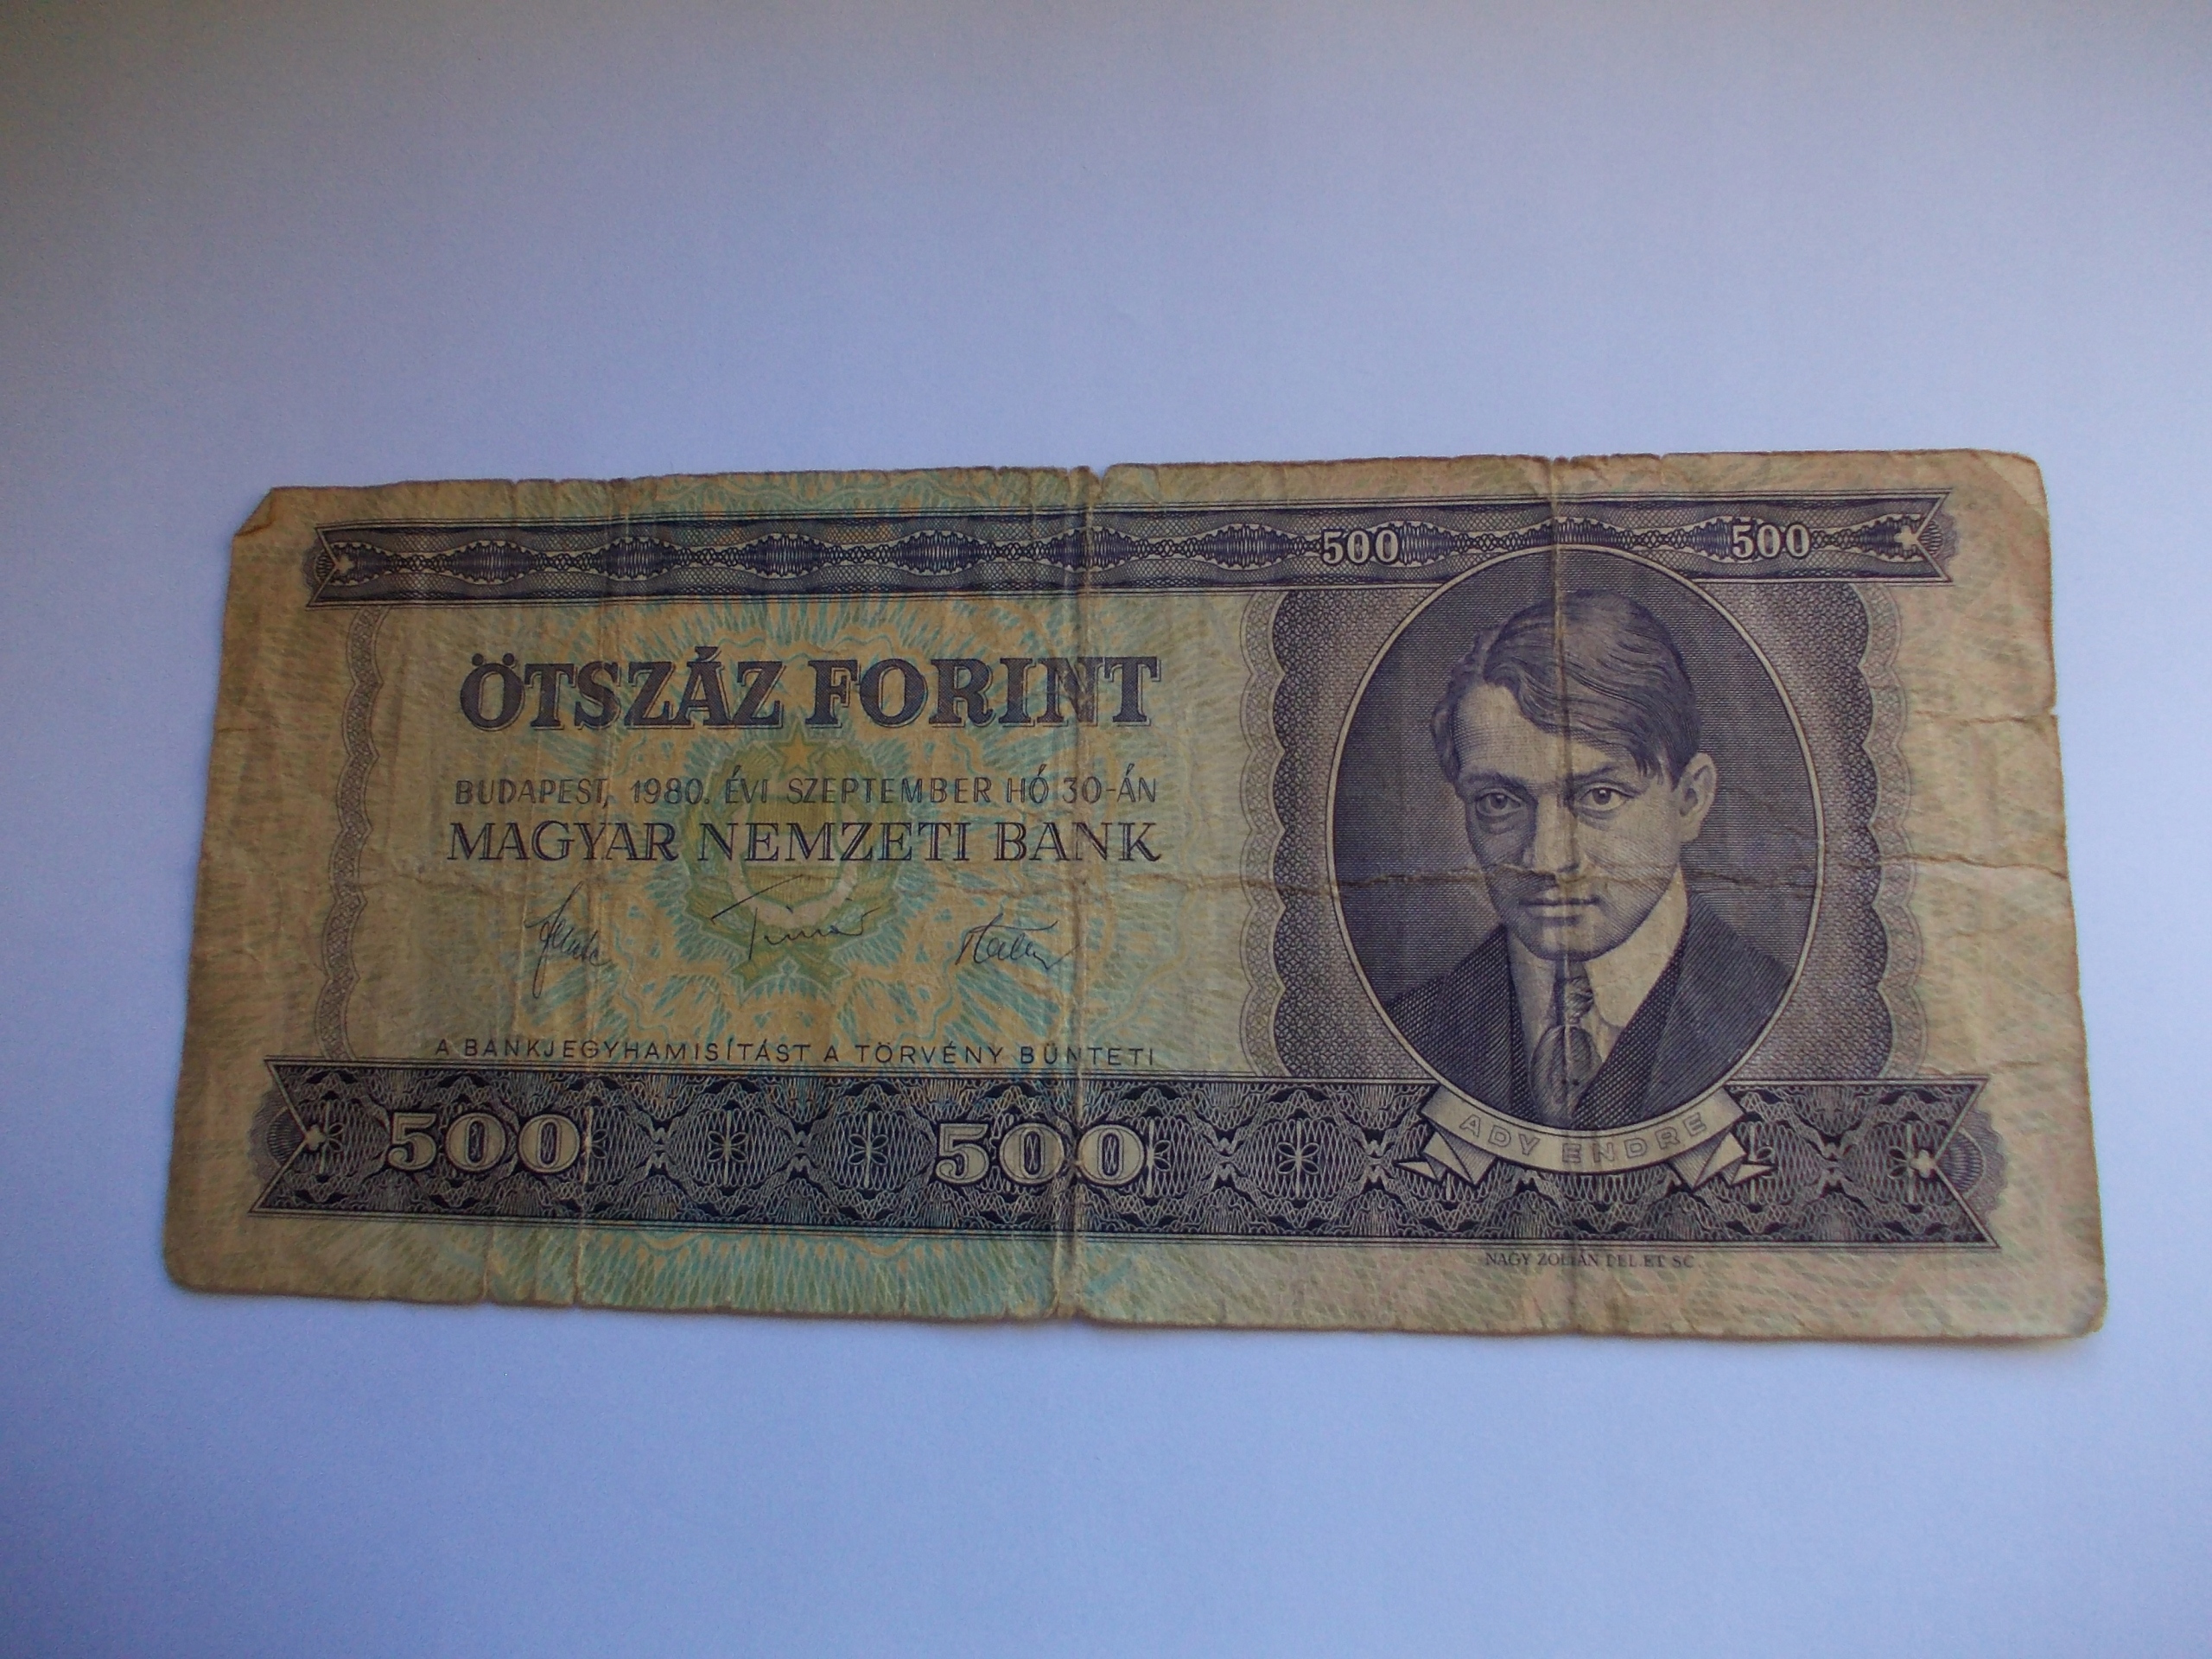 500 500
ÖTSZÁZ FORINT
BUDAPEST, 1980. ÉVI SZEPTEMBER HÓ 30-ÁN
MAGYAR NEMZETI BANK
A BANKJEGYHAMISÍTÁST A TÖRVÉNY BÜNTETI
500 500
ADY ENDRE
NAGY ZOLTÁN DEL.ET SC.